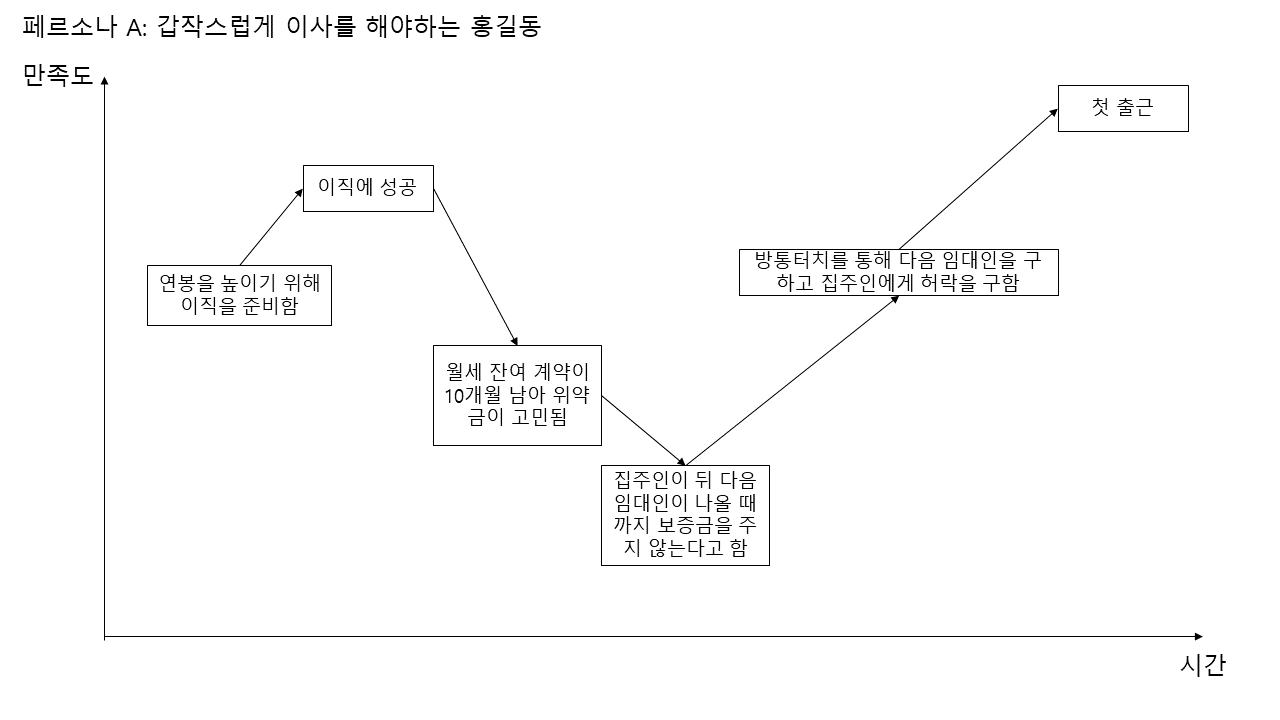 페르소나 A: 갑작스럽게 이사를 해야하는 홍길동
만족도
첫 출근
이직에 성공
연봉을 높이기 위해
이직을 준비함
방통터치를 통해 다음 임대인을 구
하고 집주인에게 허락을 구함
월세 잔여 계약이
10개월 남아 위약
금이 고민됨
집주인이 뒤 다음
임대인이 나올 때
까지 보증금을 주
지 않는다고 함
시간